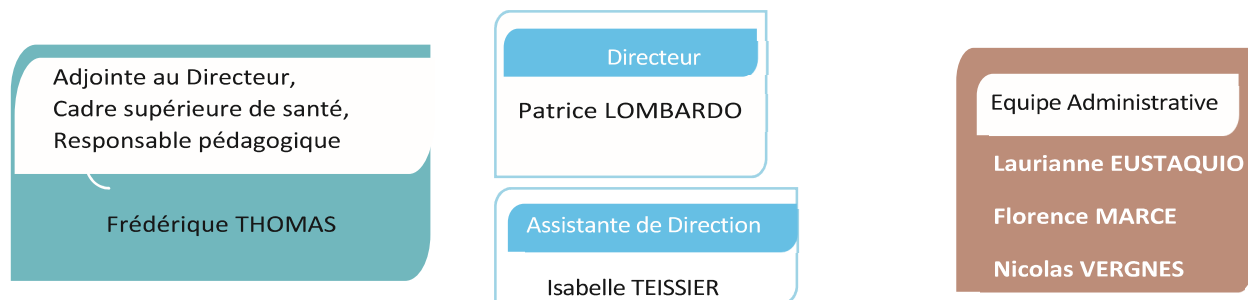 Adjointe au Directeur,
Cadre supérieure de santé,
Responsable pédagogique
Frédérique THOMAS
Directeur
Patrice LOMBARDO
Assistante de Direction
Isabelle TEISSIER
Equipe Administrative
Laurianne EUSTAQUIO
Florence MARCE
Nicolas VERGNES